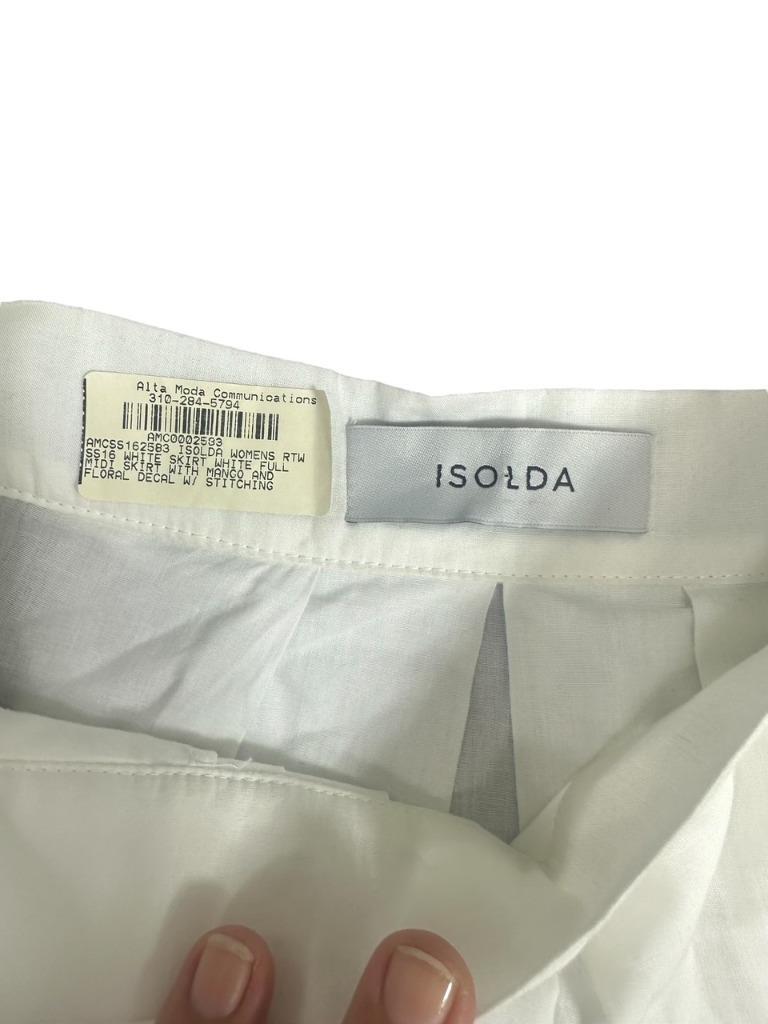 Alta Moda Communications
310-284-5794
AMC0002583
AMCSS162583 ISOLDA WOMENS RTW
SS16 WHITE SKIRT WHITE FULL
MIDI SKIRT WITH MANGO AND
FLORAL DECAL W/ STITCHING
ISOŁDA